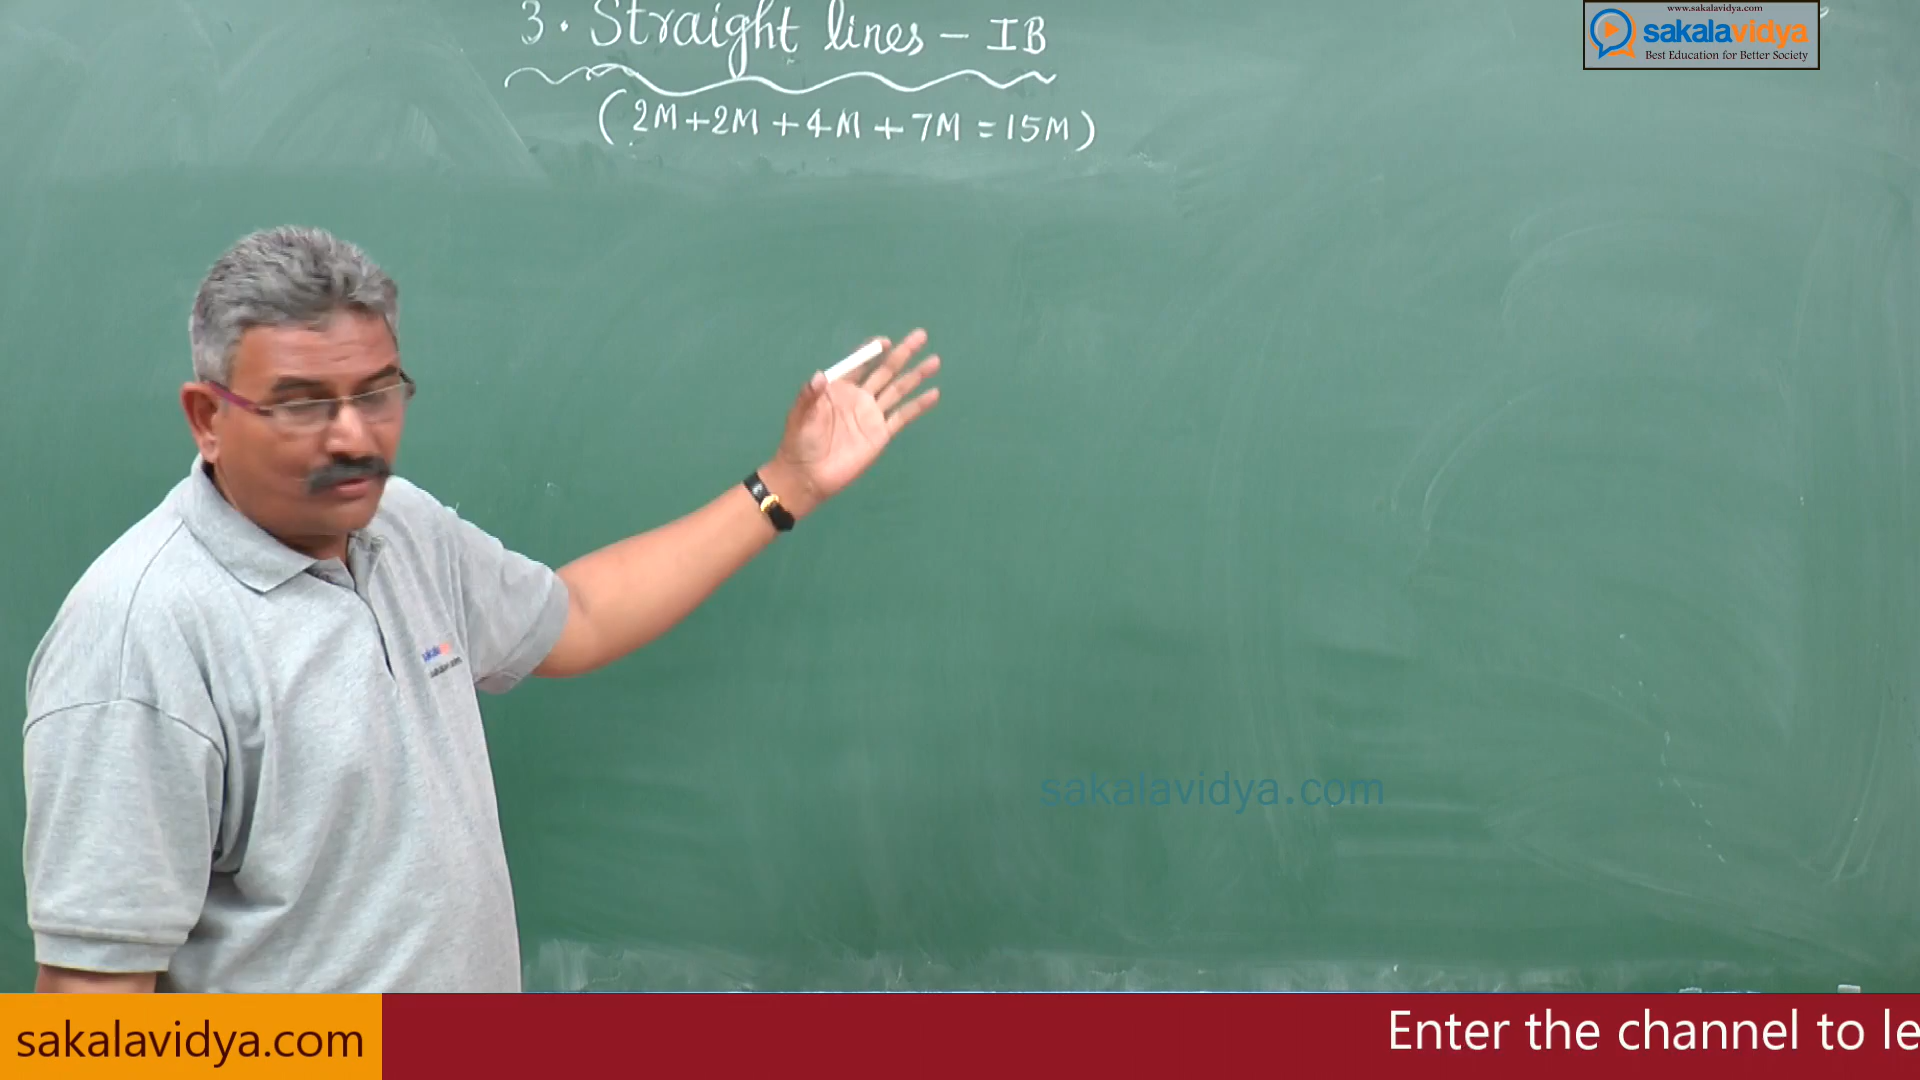 3. Straight lines - IB
(2M+2M+4M+7M=15M)
www.sakalavidya.com
sakalavidya
Best Education for Better Society
sakalavidya.com
sakalavidya.com
Enter the channel to le